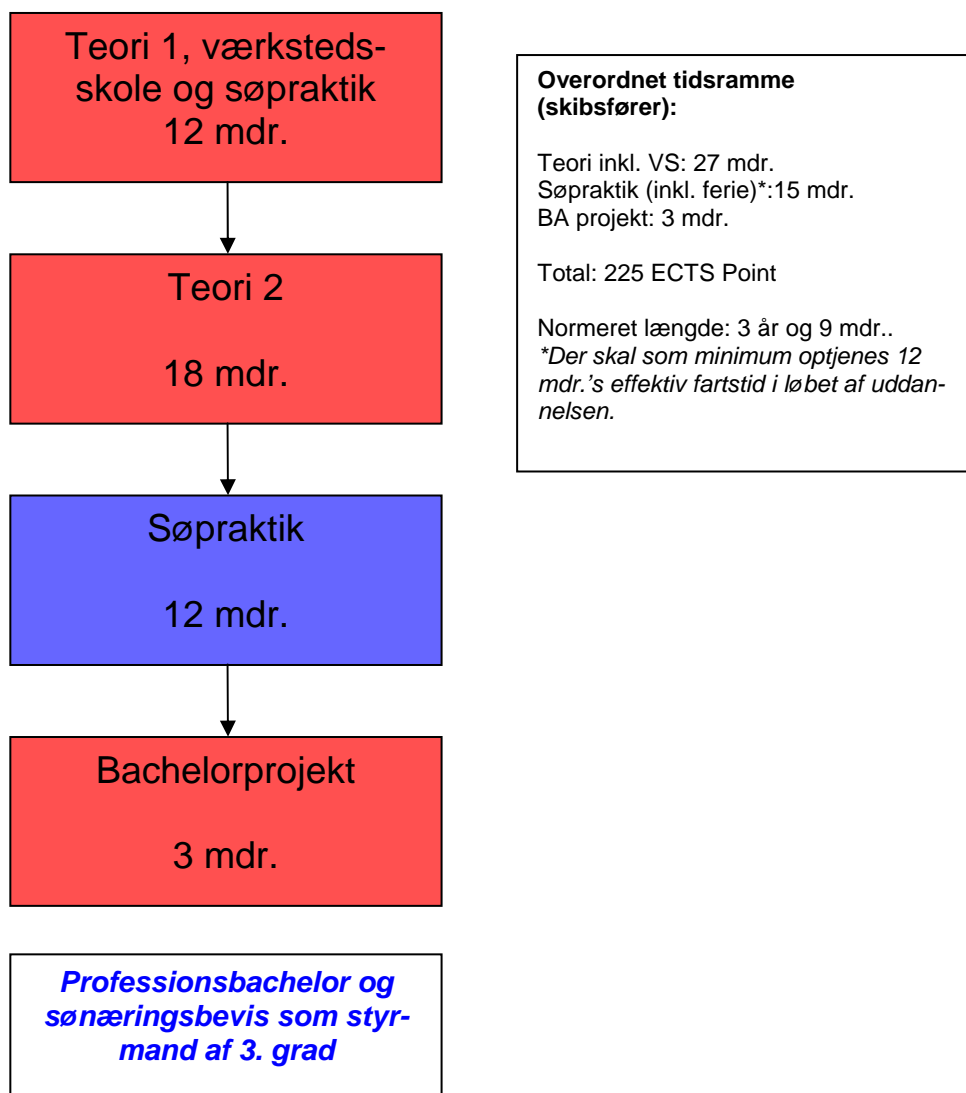 Teori 1, værksteds-
skole og søpraktik
12 mdr.
Teori 2
18 mdr.
Søpraktik
12 mdr.
Bachelorprojekt
3 mdr.
Professionsbachelor og
sønæringsbevis som styr-
mand af 3. grad
Overordnet tidsramme
(skibsfører):
Teori inkl. VS: 27 mdr.
Søpraktik (inkl. ferie)*:15 mdr.
BA projekt: 3 mdr.
Total: 225 ECTS Point
Normeret længde: 3 år og 9 mdr..
*Der skal som minimum optjenes 12
mdr.'s effektiv fartstid i løbet af uddan-
nelsen.